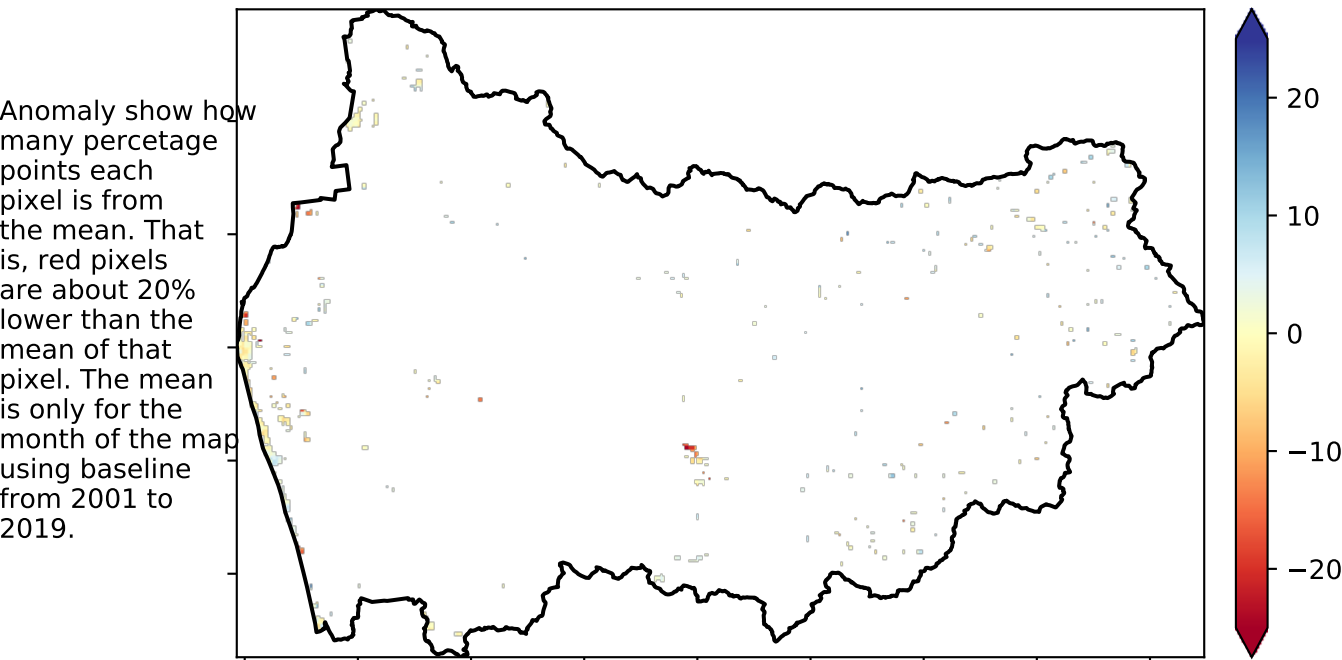 Anomaly show how
many percetage
points each
pixel is from
the mean. That
is, red pixels
are about 20%
lower than the
mean of that
pixel. The mean
is only for the
month of the map
using baseline
from 2001 to
2019.
20
10
0
−10
−20